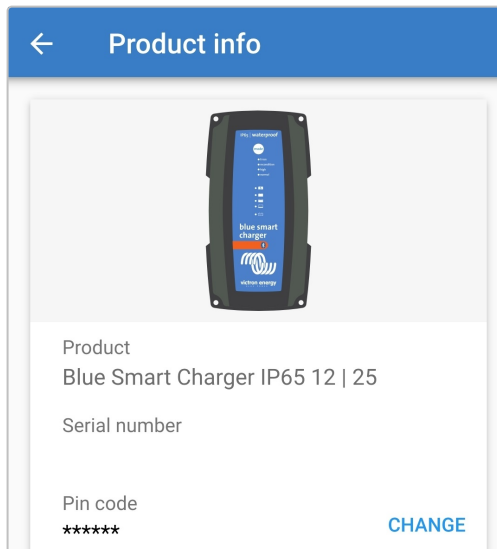 Product info
blue smart
charger
victron energy
Product
Blue Smart Charger IP65 12 | 25
Serial number
Pin code
******
CHANGE